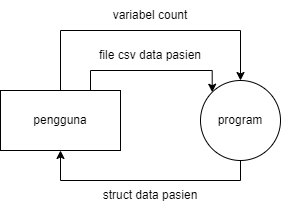 variabel count
file csv data pasien
pengguna
program
struct data pasien